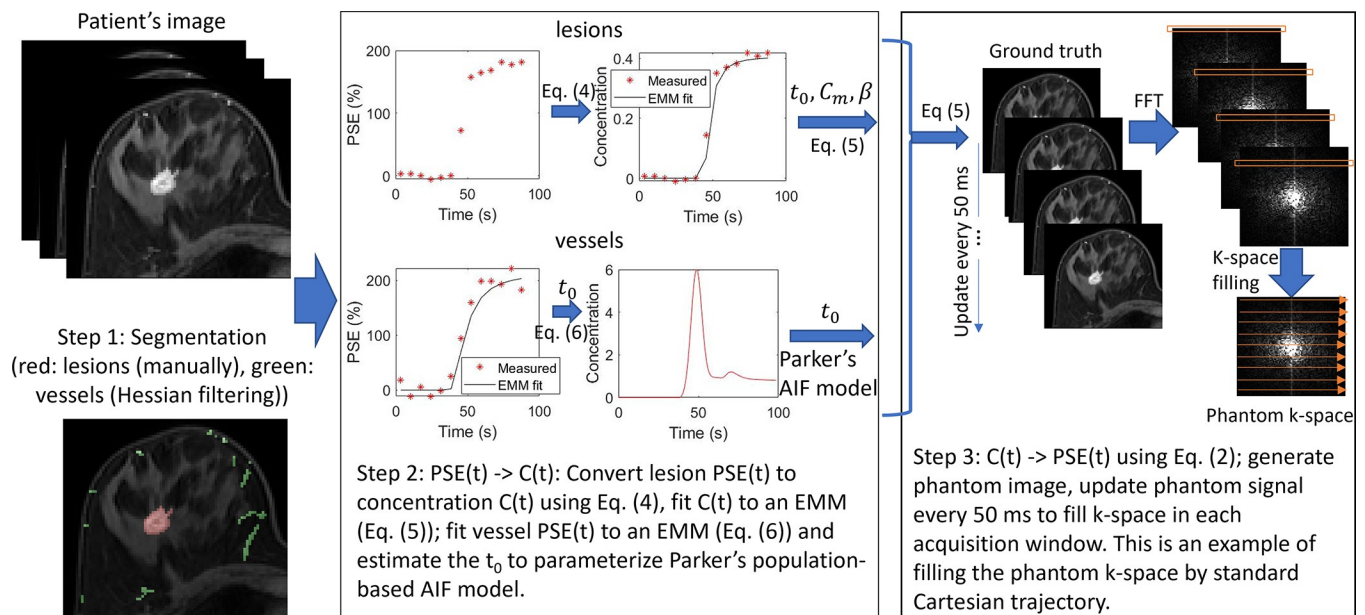 Patient's image
Step 1: Segmentation
(red: lesions (manually), green:
vessels (Hessian filtering))
lesions
200
100
0
PSE (%)
0 50 100
Time (s)
Eq. (4)
0.4
0.2
0
Concentration
Measured
EMM fit
0 50 100
Time (s)
t₀, Cₘ, β
Eq. (5)
vessels
200
100
0
PSE (%)
Measured
EMM fit
0 50 100
Time (s)
t₀
Eq. (6)
6
4
2
0
Concentration
0 50 100
Time (s)
t₀
Parker's
AIF model
Step 2: PSE(t) -> C(t): Convert lesion PSE(t) to
concentration C(t) using Eq. (4), fit C(t) to an EMM
(Eq. (5)); fit vessel PSE(t) to an EMM (Eq. (6)) and
estimate the t₀ to parameterize Parker's population-
based AIF model.
Eq (5)
Ground truth
Update every 50 ms
...
FFT
K-space
filling
Phantom k-space
Step 3: C(t) -> PSE(t) using Eq. (2); generate
phantom image, update phantom signal
every 50 ms to fill k-space in each
acquisition window. This is an example of
filling the phantom k-space by standard
Cartesian trajectory.